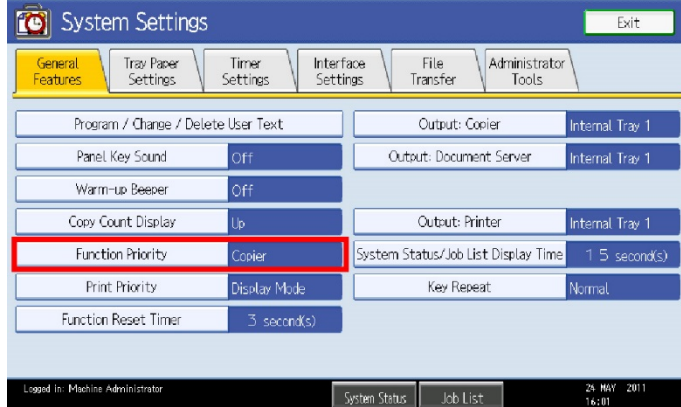 System Settings
Exit
General
Features
Tray Paper
Settings
Timer
Settings
Interface
Settings
File
Transfer
Administrator
Tools
Program / Change / Delete User Text
Panel Key Sound
Off
Warm-up Beeper
Off
Copy Count Display
Up
Function Priority
Copier
Print Priority
Display Mode
Function Reset Timer
3 second(s)
Output: Copier
Internal Tray 1
Output: Document Server
Internal Tray 1
Output: Printer
Internal Tray 1
System Status/Job List Display Time
15 second(s)
Key Repeat
Normal
Logged in: Machine Administrator
System Status
Job List
24 MAY 2011
16:01